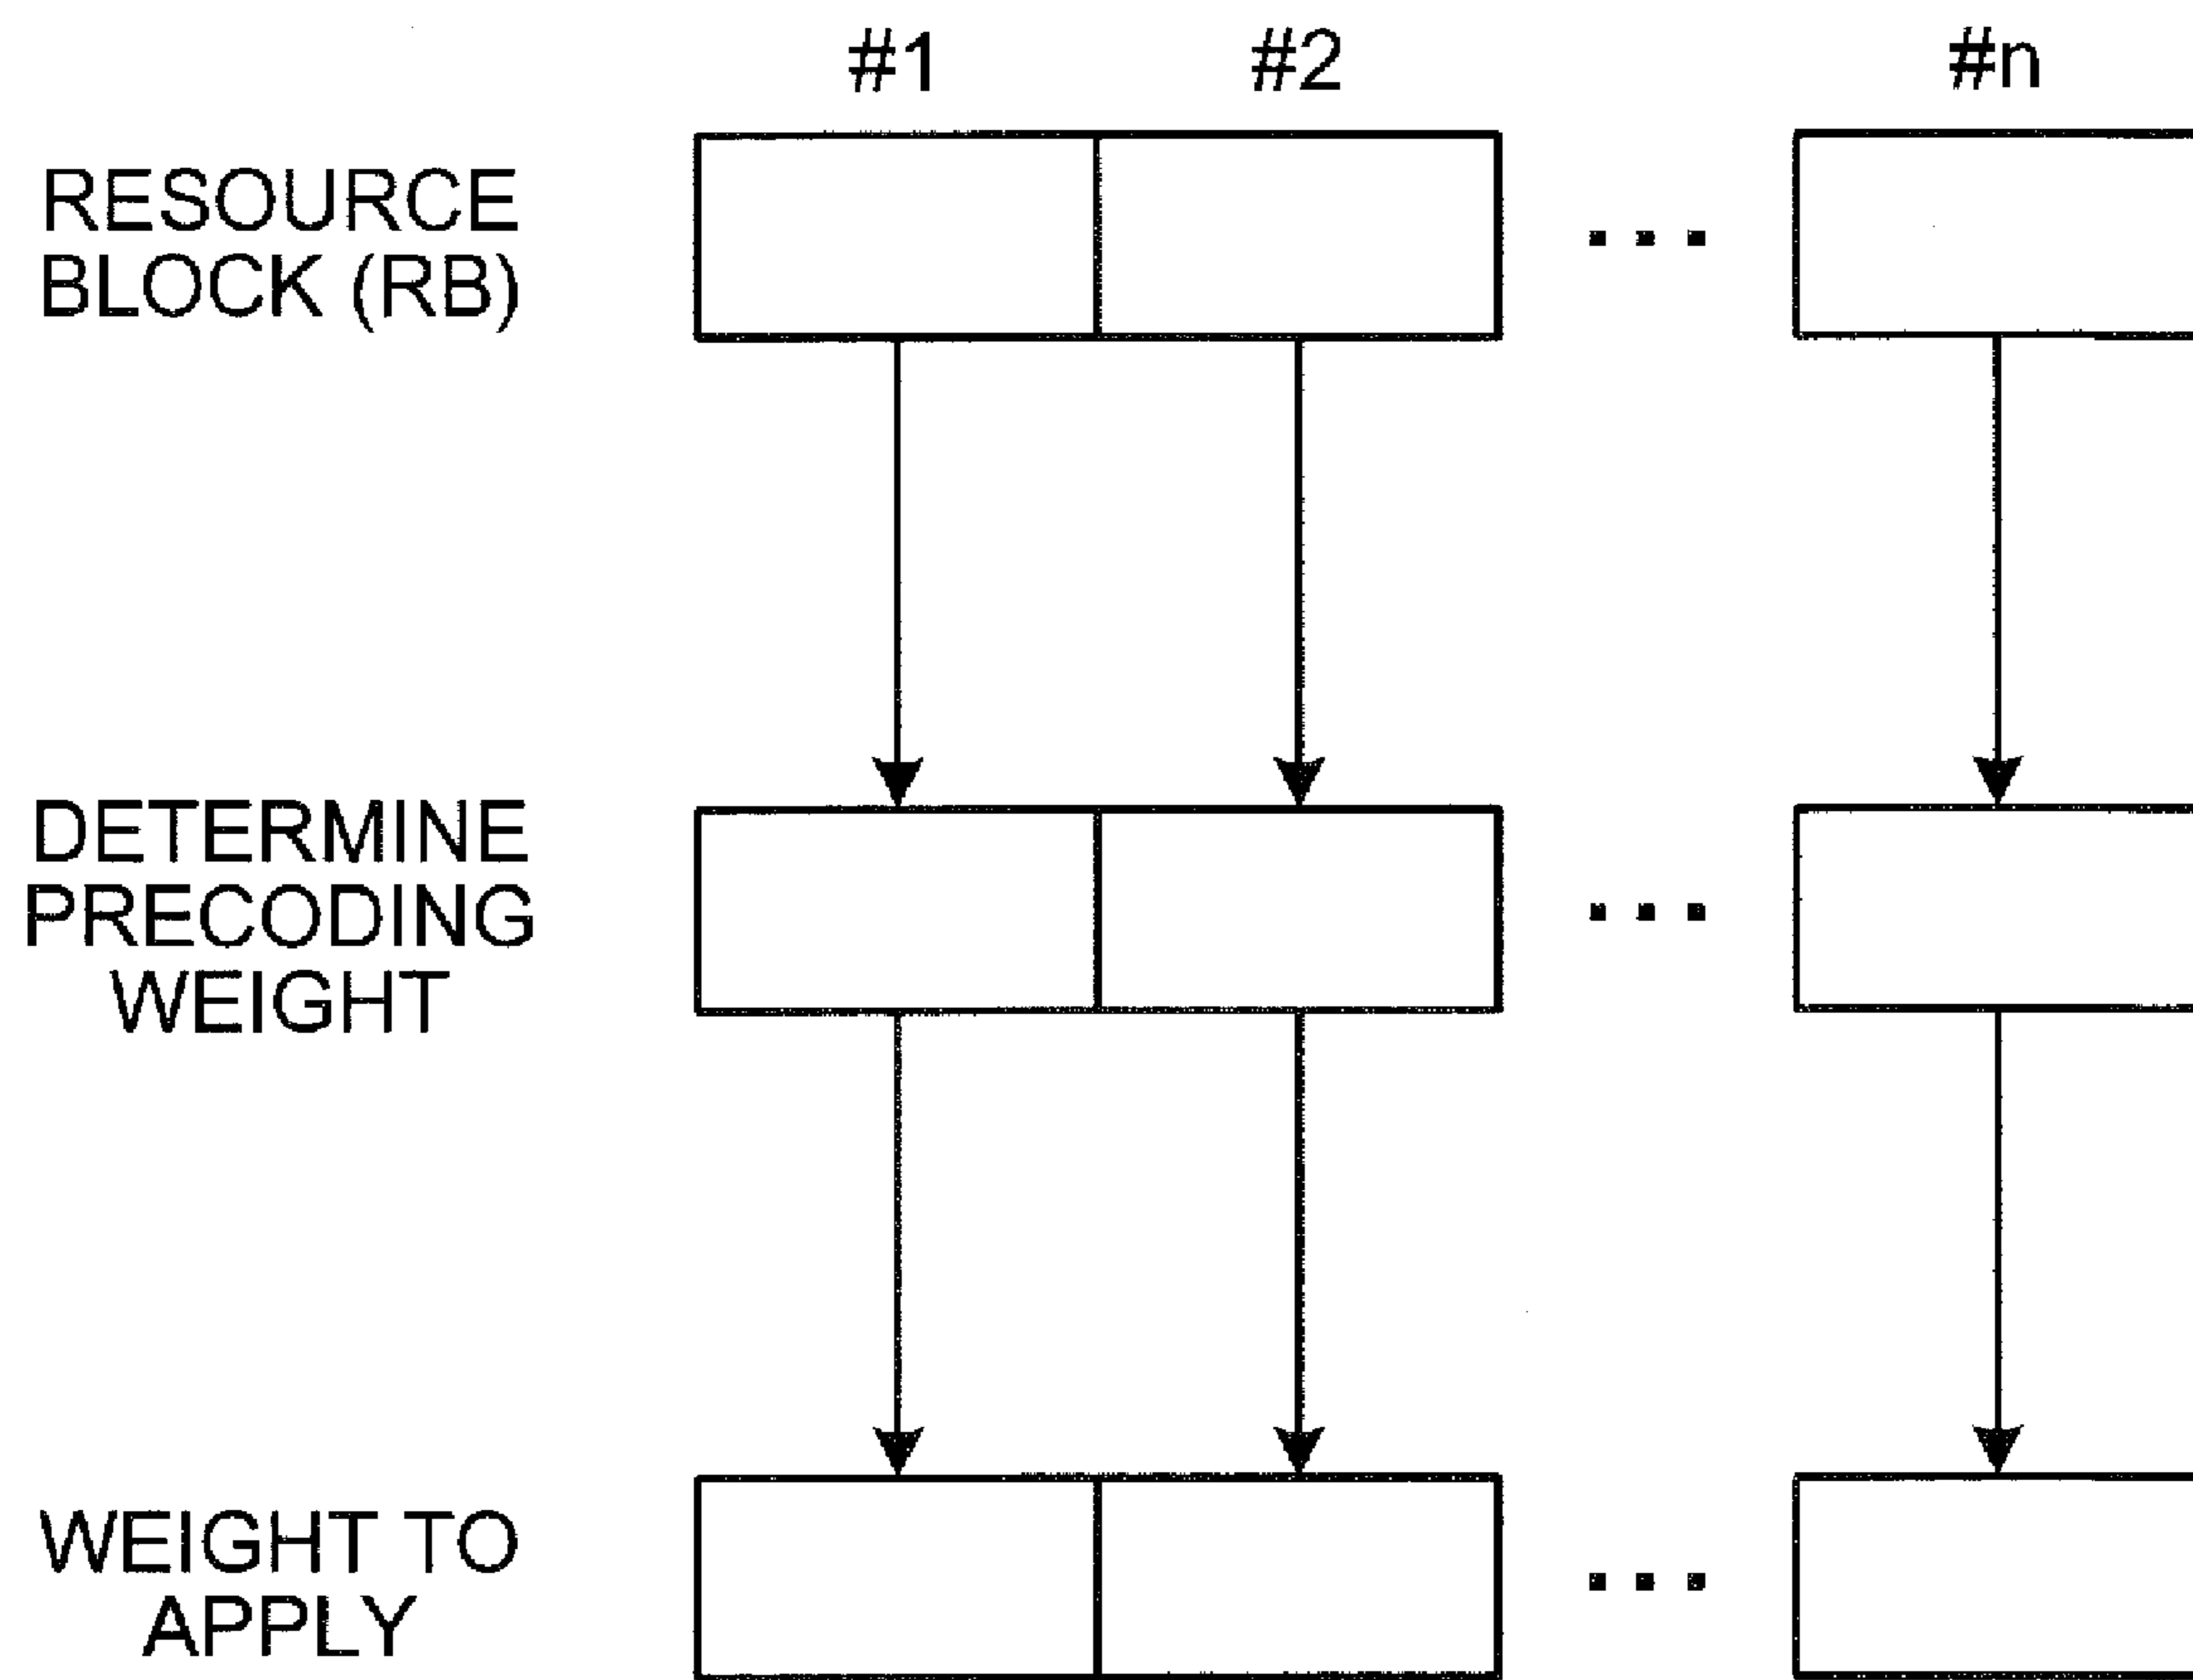 #1 #2 #n
RESOURCE
BLOCK (RB)
...
DETERMINE
PRECODING
WEIGHT
...
WEIGHT TO
APPLY
...